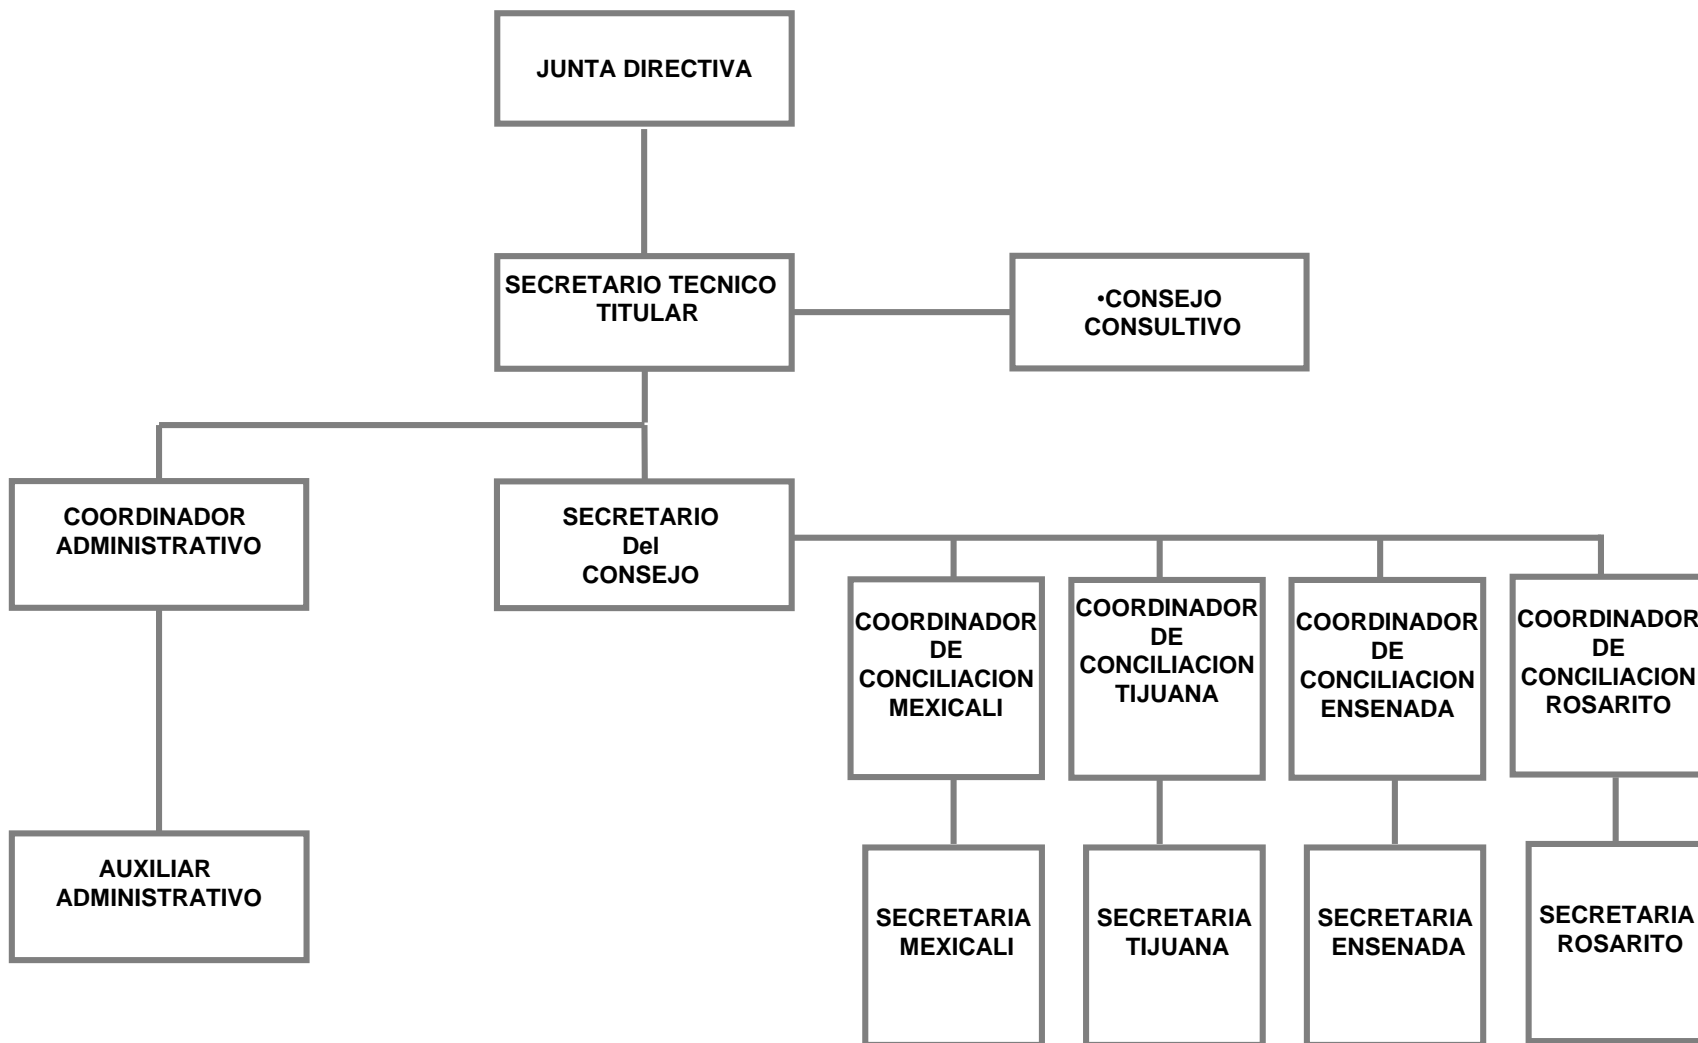 JUNTA DIRECTIVA
SECRETARIO TECNICO
TITULAR
•CONSEJO
CONSULTIVO
COORDINADOR
ADMINISTRATIVO
SECRETARIO
Del
CONSEJO
COORDINADOR
DE
CONCILIACION
MEXICALI
COORDINADOR
DE
CONCILIACION
TIJUANA
COORDINADOR
DE
CONCILIACION
ENSENADA
COORDINADOR
DE
CONCILIACION
ROSARITO
AUXILIAR
ADMINISTRATIVO
SECRETARIA
MEXICALI
SECRETARIA
TIJUANA
SECRETARIA
ENSENADA
SECRETARIA
ROSARITO